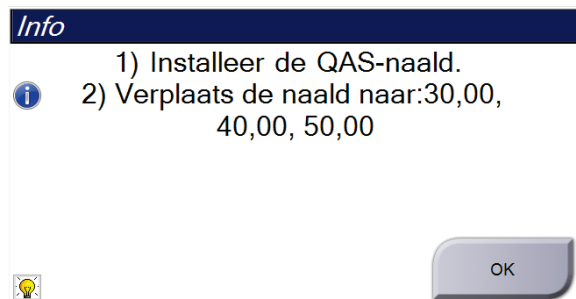 Info
1) Installeer de QAS-naald.
2) Verplaats de naald naar:30,00,
40,00, 50,00
OK